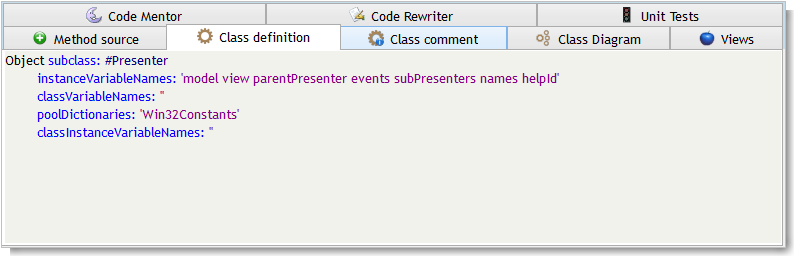 Code Mentor
Code Rewriter
Unit Tests
Method source
Class definition
Class comment
Class Diagram
Views
Object subclass: #Presenter
instanceVariableNames: 'model view parentPresenter events subPresenters names helpId'
classVariableNames: ''
poolDictionaries: 'Win32Constants'
classInstanceVariableNames: ''